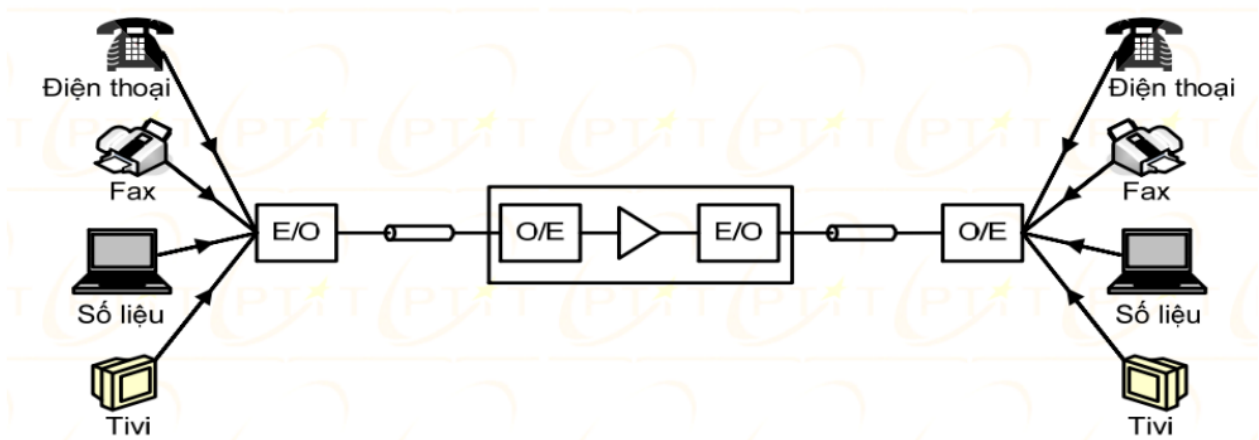 Điện thoại
Fax
Số liệu
Tivi
E/O
O/E
E/O
O/E
Điện thoại
Fax
Số liệu
Tivi